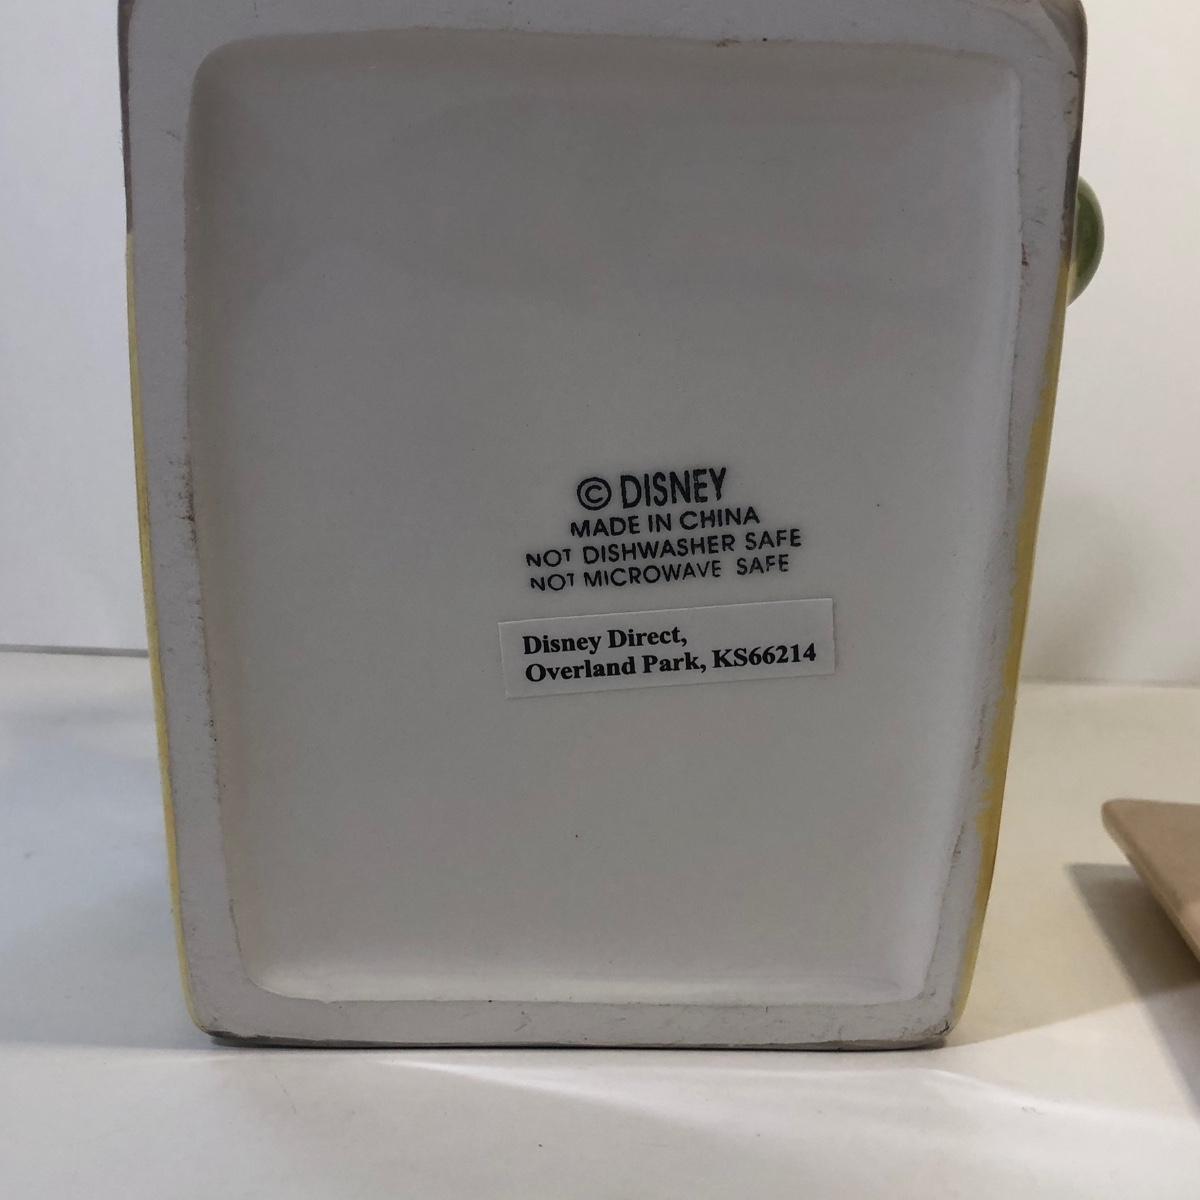 © DISNEY
MADE IN CHINA
NOT DISHWASHER SAFE
NOT MICROWAVE SAFE
Disney Direct,
Overland Park, KS66214